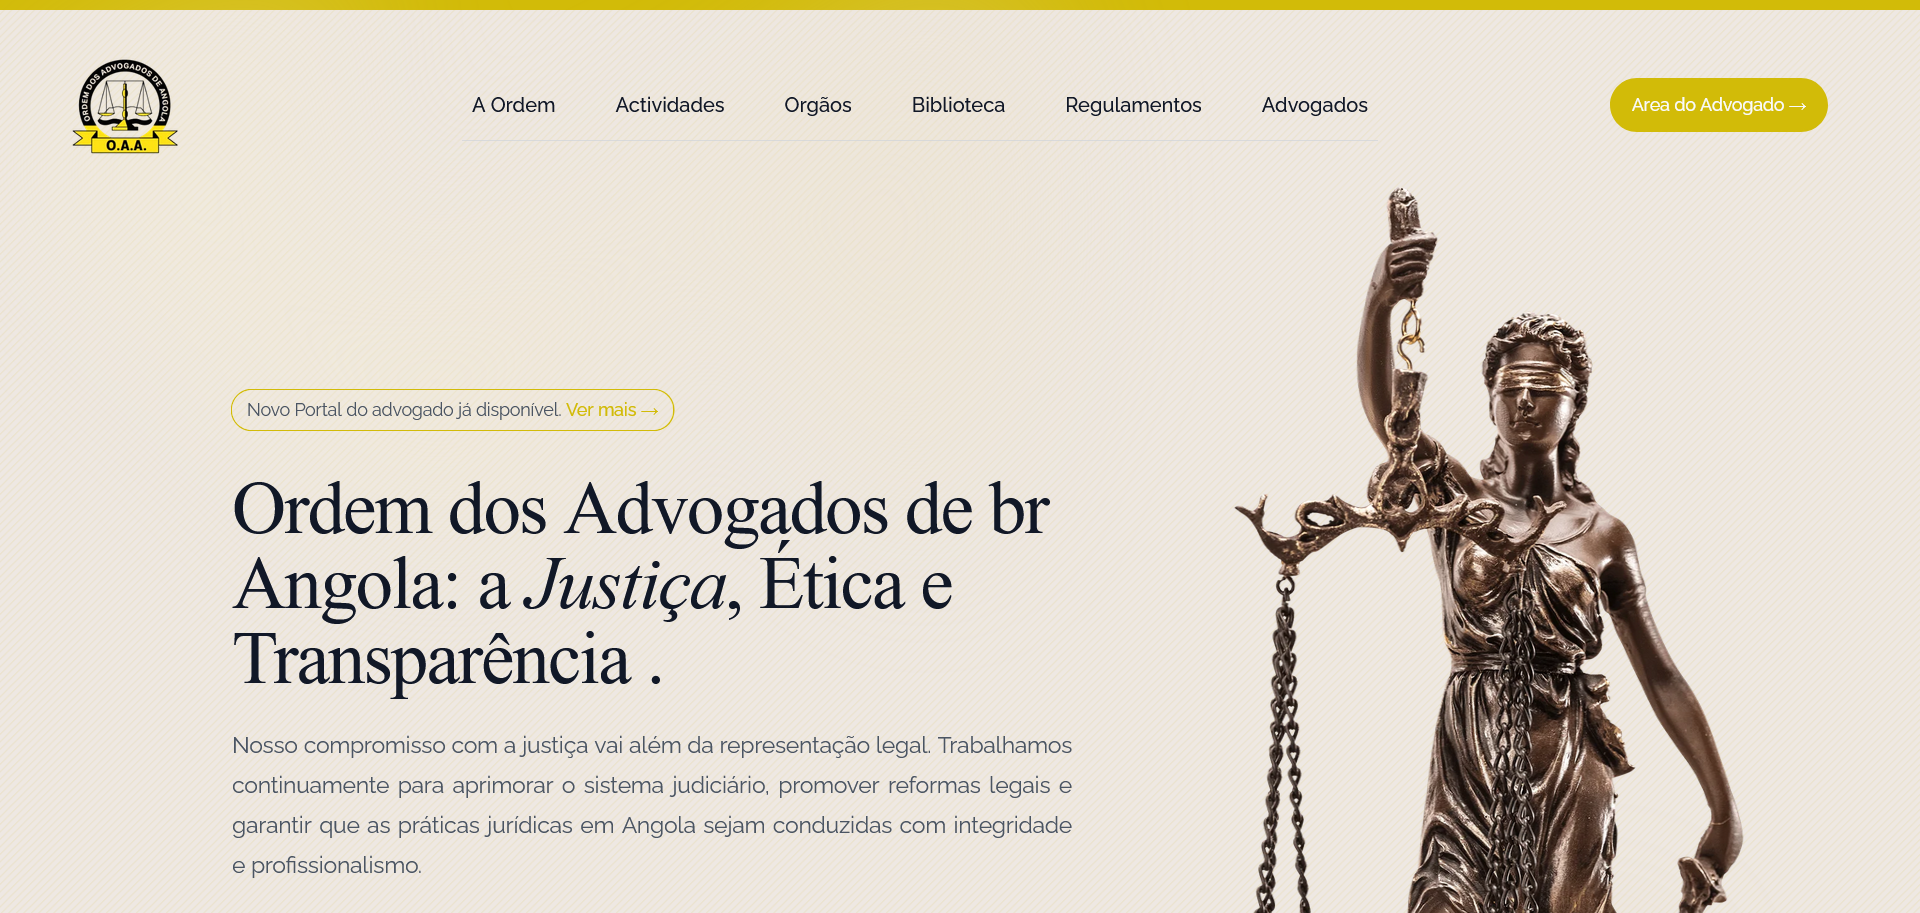 ORDEM DOS ADVOGADOS DE ANGOLA
O.A.A.
A Ordem
Actividades
Orgãos
Biblioteca
Regulamentos
Advogados
Area do Advogado →
Novo Portal do advogado já disponível. Ver mais →
Ordem dos Advogados de br
Angola: a Justiça, Ética e
Transparência .
Nosso compromisso com a justiça vai além da representação legal. Trabalhamos
continuamente para aprimorar o sistema judiciário, promover reformas legais e
garantir que as práticas jurídicas em Angola sejam conduzidas com integridade
e profissionalismo.